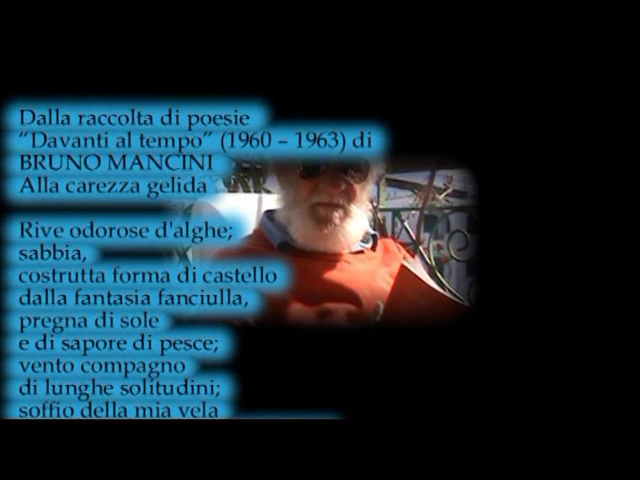 Dalla raccolta di poesie
“Davanti al tempo” (1960 – 1963) di
BRUNO MANCINI
Alla carezza gelida
Rive odorose d'alghe;
sabbia,
costrutta forma di castello
dalla fantasia fanciulla,
pregna di sole
e di sapore di pesce;
vento compagno
di lunghe solitudini;
soffio della mia vela